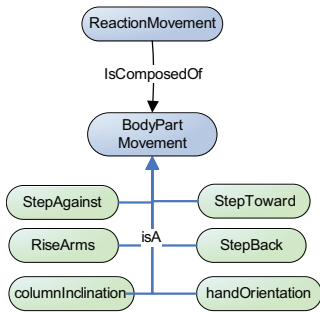 ReactionMovement
IsComposedOf
BodyPart
Movement
StepAgainst
StepToward
RiseArms
isA
StepBack
columnInclination
handOrientation